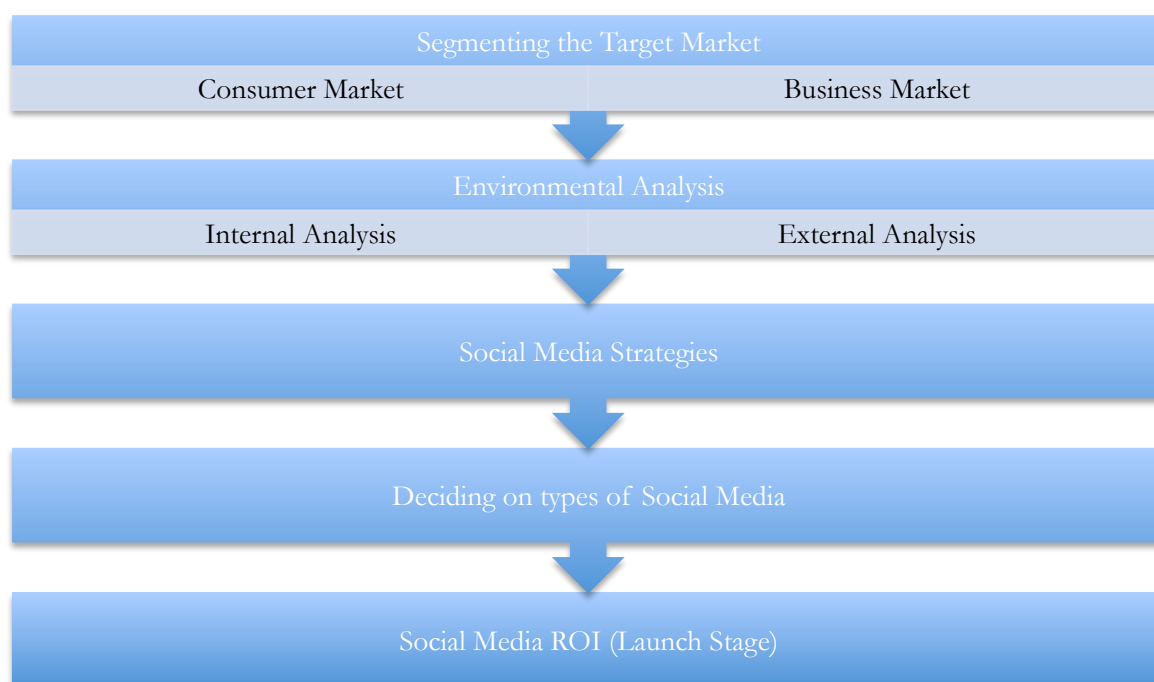 Segmenting the Target Market
Consumer Market
Business Market
Environmental Analysis
Internal Analysis
External Analysis
Social Media Strategies
Deciding on types of Social Media
Social Media ROI (Launch Stage)